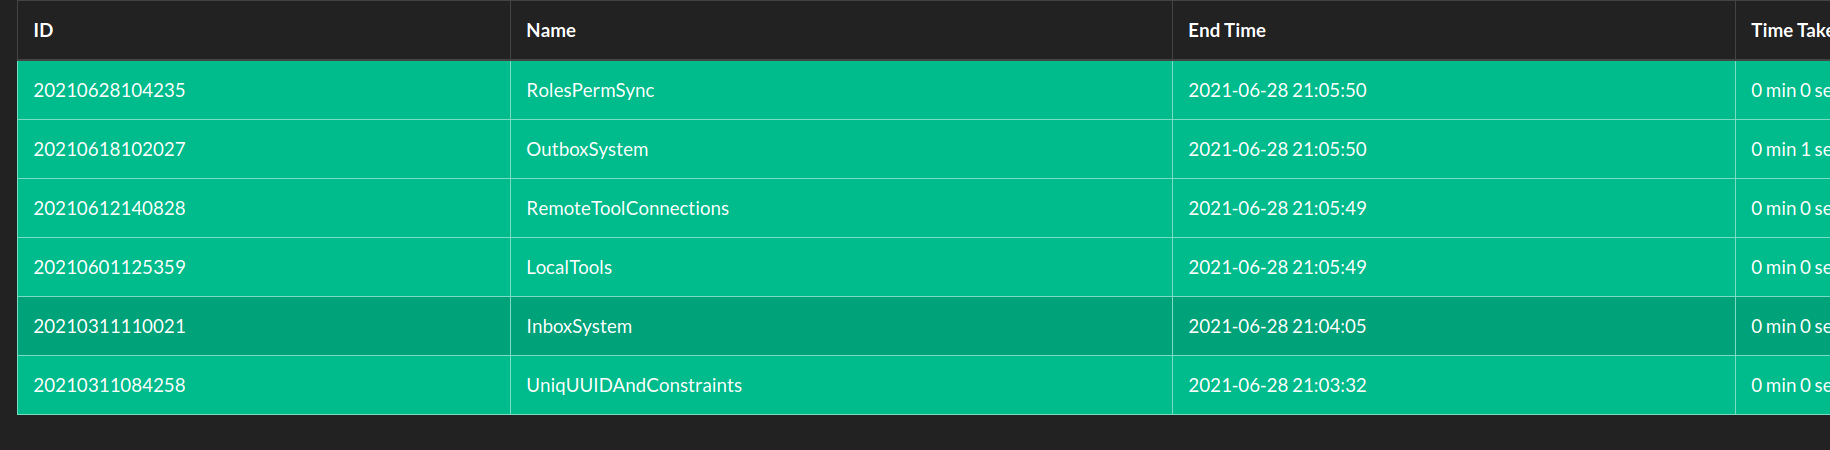 ID Name End Time Time Take
20210628104235 RolesPermSync 2021-06-28 21:05:50 0 min 0 se
20210618102027 OutboxSystem 2021-06-28 21:05:50 0 min 1 se
20210612140828 RemoteToolConnections 2021-06-28 21:05:49 0 min 0 se
20210601125359 LocalTools 2021-06-28 21:05:49 0 min 0 se
20210311110021 InboxSystem 2021-06-28 21:04:05 0 min 0 se
20210311084258 UniqUUIDAndConstraints 2021-06-28 21:03:32 0 min 0 se